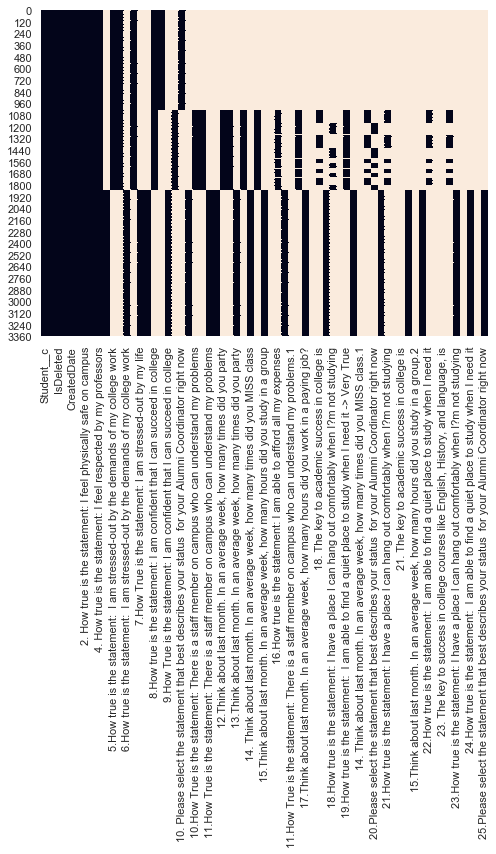 0
120
240
360
480
600
720
840
960
1080
1200
1320
1440
1560
1680
1800
1920
2040
2160
2280
2400
2520
2640
2760
2880
3000
3120
3240
3360
Student__c
IsDeleted
CreatedDate
2. How true is the statement: I feel physically safe on campus
4. How true is the statement: I feel respected by my professors
5.How true is the statement:  I am stressed-out by the demands of my college work
6.How true is the statement:  I am stressed-out by the demands of my college work
7.How True is the statement: I am stressed-out by my life
8.How true is the statement: I am confident that I can succeed in college
9.How true is the statement: I am confident that I can succeed in college
10. Please select the statement that best describes your status  for your Alumni Coordinator right now
10.How True is the statement: There is a staff member on campus who can understand my problems
11.How True is the statement: There is a staff member on campus who can understand my problems
12. Think about last month. In an average week, how many times did you party
13. Think about last month. In an average week, how many times did you party
14. Think about last month. In an average week, how many times did you MISS class
15.Think about last month. In an average week, how many hours did you study in a group
16.How true is the statement: I am able to afford all my expenses
11.How True is the statement: There is a staff member on campus who can understand my problems.1
17.Think about last month. In an average week, how many hours did you work in a paying job?
18. The key to academic success in college is
18.How true is the statement: I have a place I can hang out comfortably when I?m not studying
19.How true is the statement:  I am able to find a quiet place to study when I need it -> Very True
14. Think about last month. In an average week, how many times did you MISS class.1
20.Please select the statement that best describes your status  for your Alumni Coordinator right now
21.How true is the statement: I have a place I can hang out comfortably when I?m not studying
21. The key to academic success in college is
15.Think about last month. In an average week, how many hours did you study in a group.2
22.How true is the statement:  I am able to find a quiet place to study when I need it
23. The key to success in college courses like English, History, and language, is
23.How true is the statement: I have a place I can hang out comfortably when I?m not studying
24.How true is the statement: I am able to find a quiet place to study when I need it
25.Please select the statement that best describes your status  for your Alumni Coordinator right now